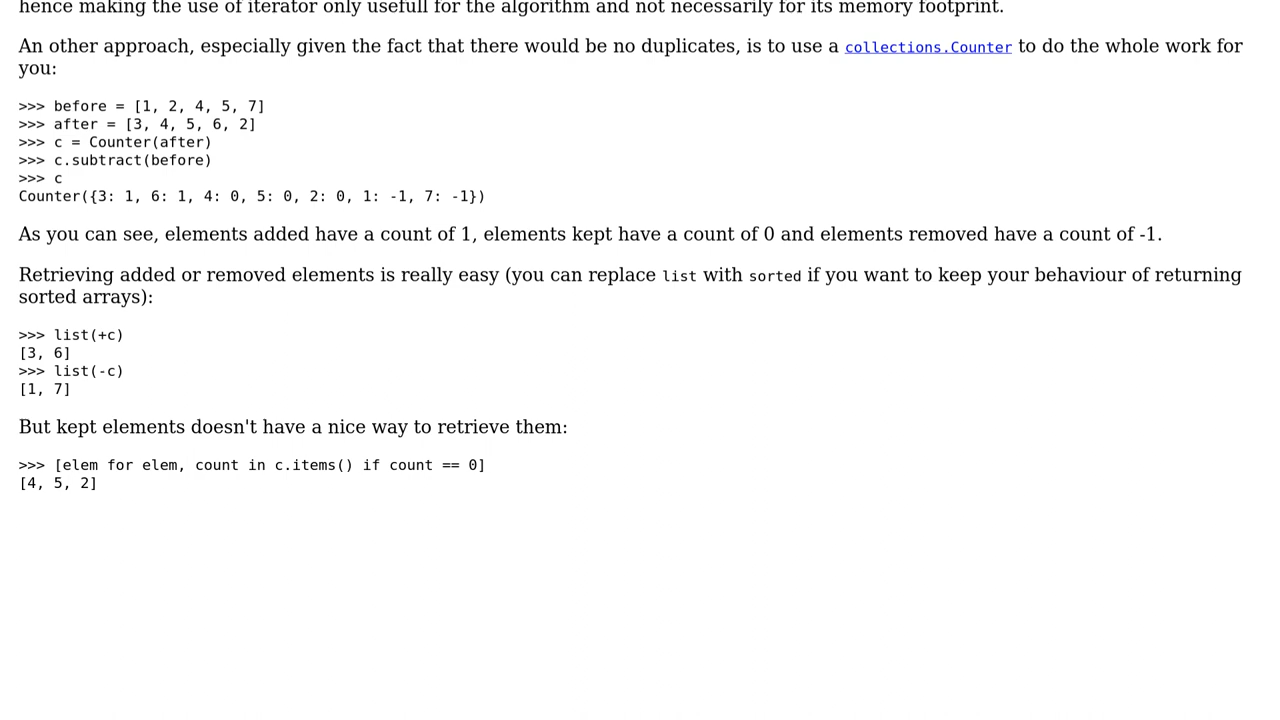 hence making the use of iterator only usefull for the algorithm and not necessarily for its memory footprint.
An other approach, especially given the fact that there would be no duplicates, is to use a collections.Counter to do the whole work for
you:
>>> before = [1, 2, 4, 5, 7]
>>> after = [3, 4, 5, 6, 2]
>>> c = Counter(after)
>>> c.subtract(before)
>>> c
Counter({3: 1, 6: 1, 4: 0, 5: 0, 2: 0, 1: -1, 7: -1})
As you can see, elements added have a count of 1, elements kept have a count of 0 and elements removed have a count of -1.
Retrieving added or removed elements is really easy (you can replace list with sorted if you want to keep your behaviour of returning
sorted arrays):
>>> list(+c)
[3, 6]
>>> list(-c)
[1, 7]
But kept elements doesn't have a nice way to retrieve them:
>>> [elem for elem, count in c.items() if count == 0]
[4, 5, 2]